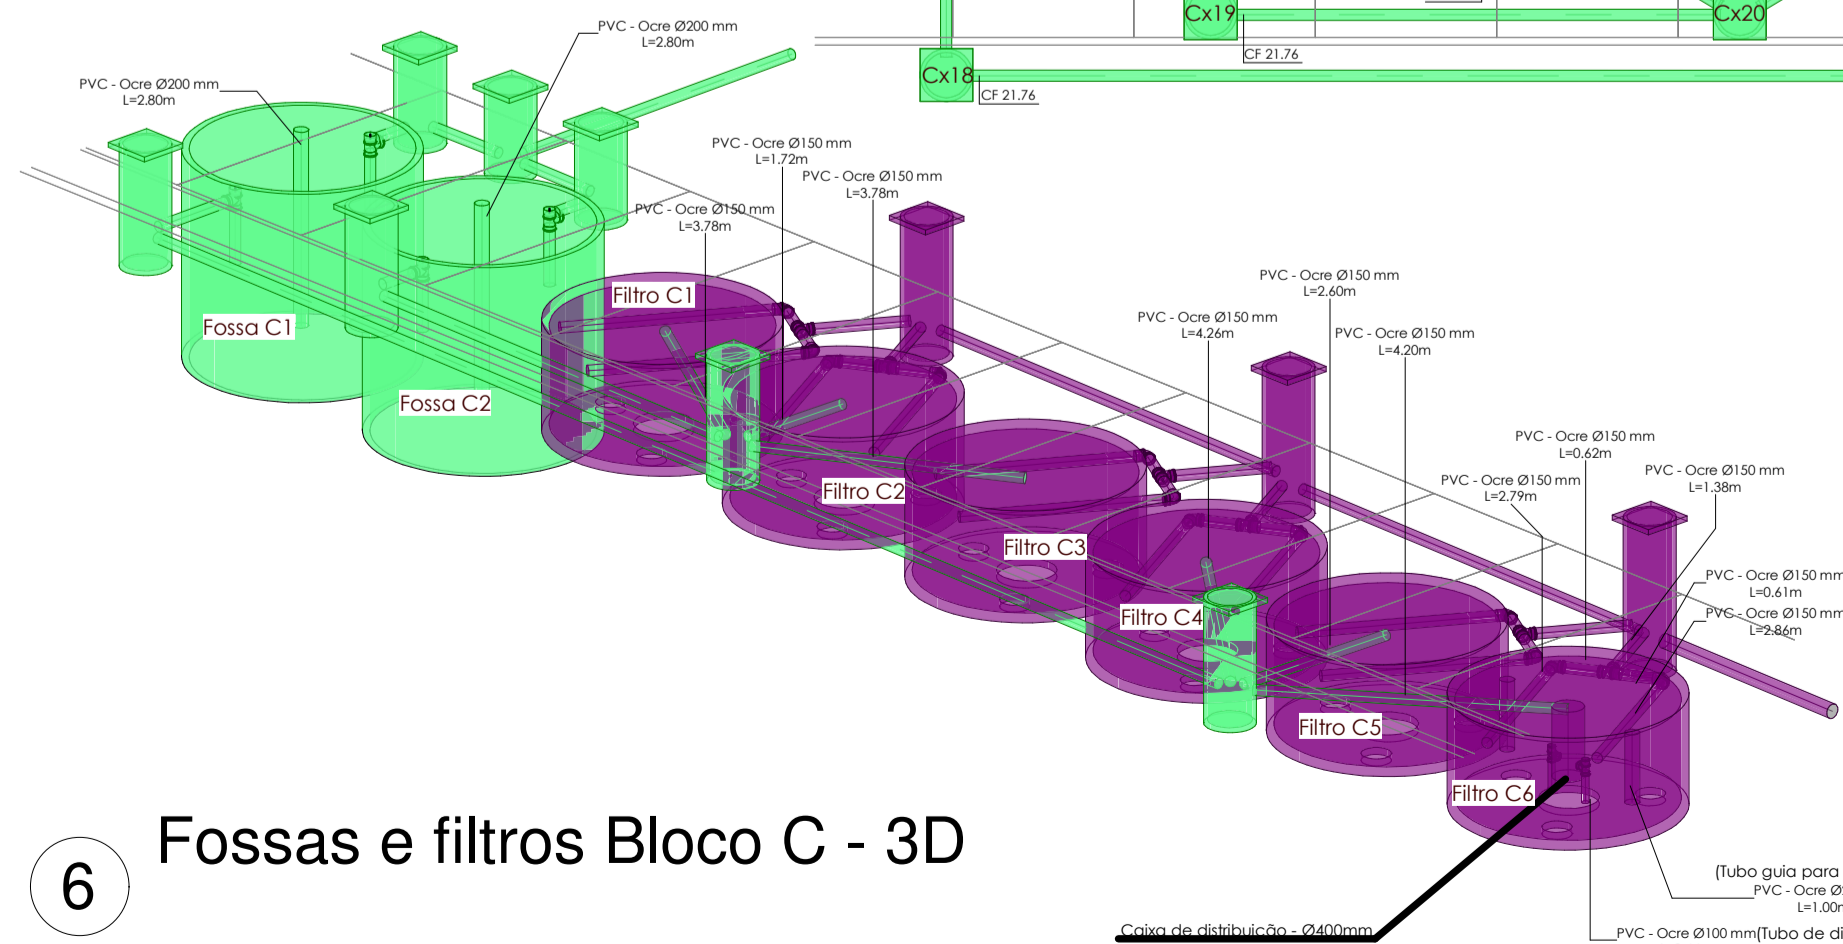 Cx19
Cx20
CF 21.76
Cx18
CF 21.76
PVC - Ocre Ø200 mm
L=2.80m
PVC - Ocre Ø200 mm
L=2.80m
PVC - Ocre Ø150 mm
L=1.72m
PVC - Ocre Ø150 mm
L=3.78m
PVC - Ocre Ø150 mm
L=3.78m
PVC - Ocre Ø150 mm
L=2.60m
PVC - Ocre Ø150 mm
L=4.26m
PVC - Ocre Ø150 mm
L=4.20m
PVC - Ocre Ø150 mm
L=0.62m
PVC - Ocre Ø150 mm
L=1.38m
PVC - Ocre Ø150 mm
L=2.79m
PVC - Ocre Ø150 mm
L=0.61m
PVC - Ocre Ø150 mm
L=2.86m
Fossa C1
Fossa C2
Filtro C1
Filtro C2
Filtro C3
Filtro C4
Filtro C5
Filtro C6
6
Fossas e filtros Bloco C - 3D
(Tubo guia para
PVC - Ocre Ø
L=1.00m
Caixa de distribuição - Ø400mm
PVC - Ocre Ø100 mm(Tubo de di